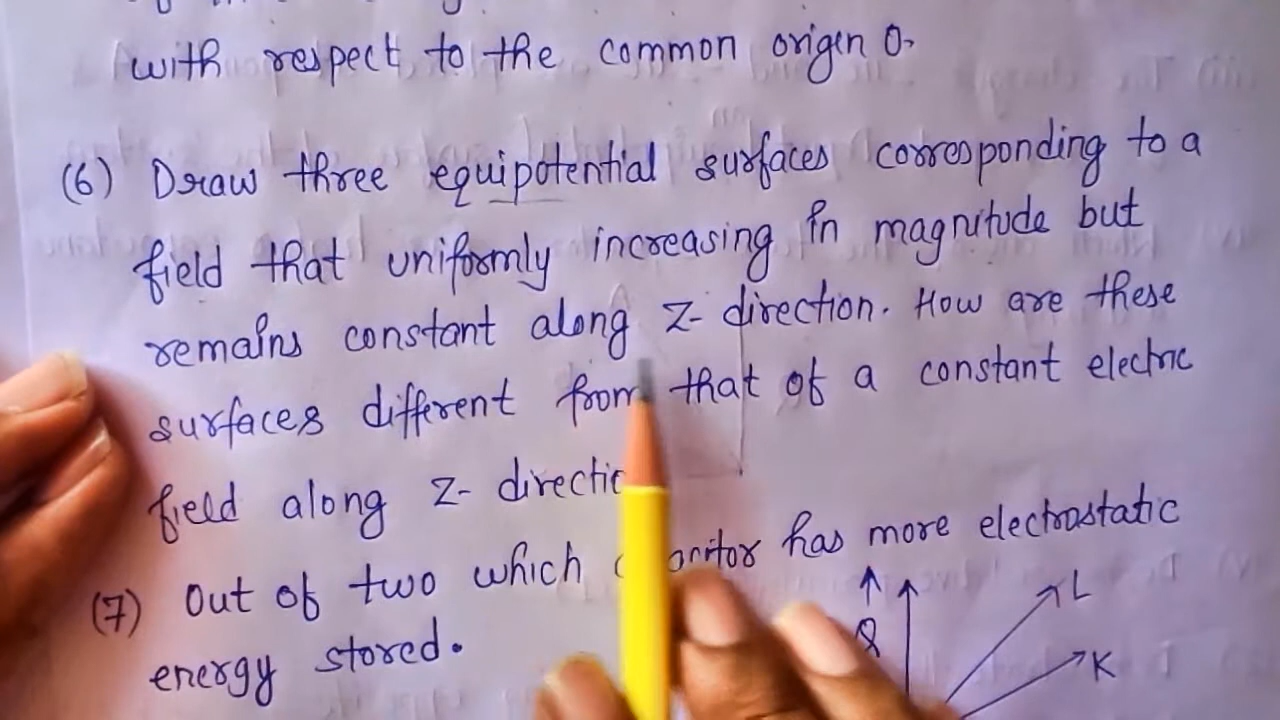 with respect to the common origin O.
(6) Draw three equipotential surfaces corresponding to a
field that uniformly increasing in magnitude but
remains constant along Z-direction. How are these
surfaces different from that of a constant electric
field along Z-
(7) Out of two which has more electrostatic
energy stored.
L
Q
K